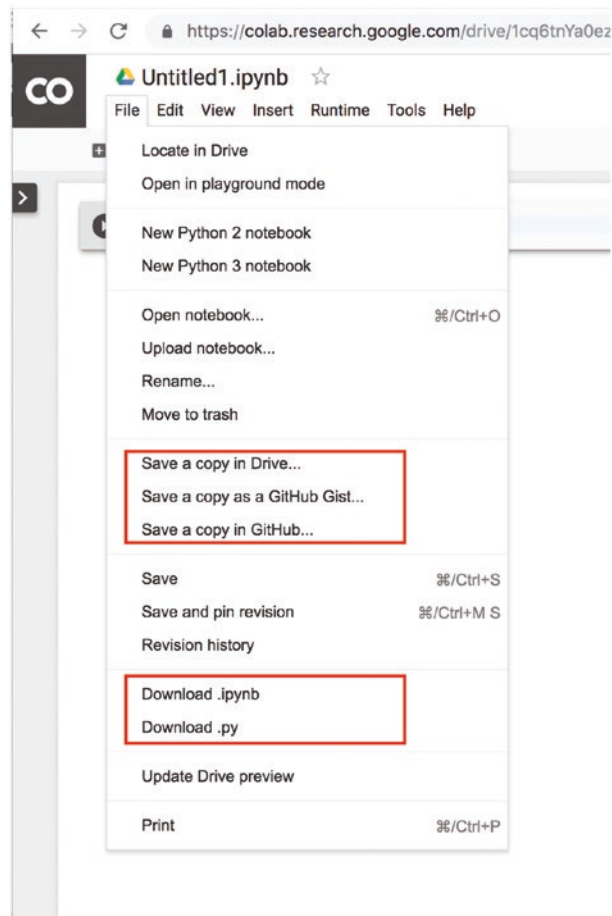 https://colab.research.google.com/drive/1cq6tnYa0ez
CO
Untitled1.ipynb
File Edit View Insert Runtime Tools Help
Locate in Drive
Open in playground mode
New Python 2 notebook
New Python 3 notebook
Open notebook... ⌘/Ctrl+O
Upload notebook...
Rename...
Move to trash
Save a copy in Drive...
Save a copy as a GitHub Gist...
Save a copy in GitHub...
Save ⌘/Ctrl+S
Save and pin revision ⌘/Ctrl+M S
Revision history
Download .ipynb
Download .py
Update Drive preview
Print ⌘/Ctrl+P